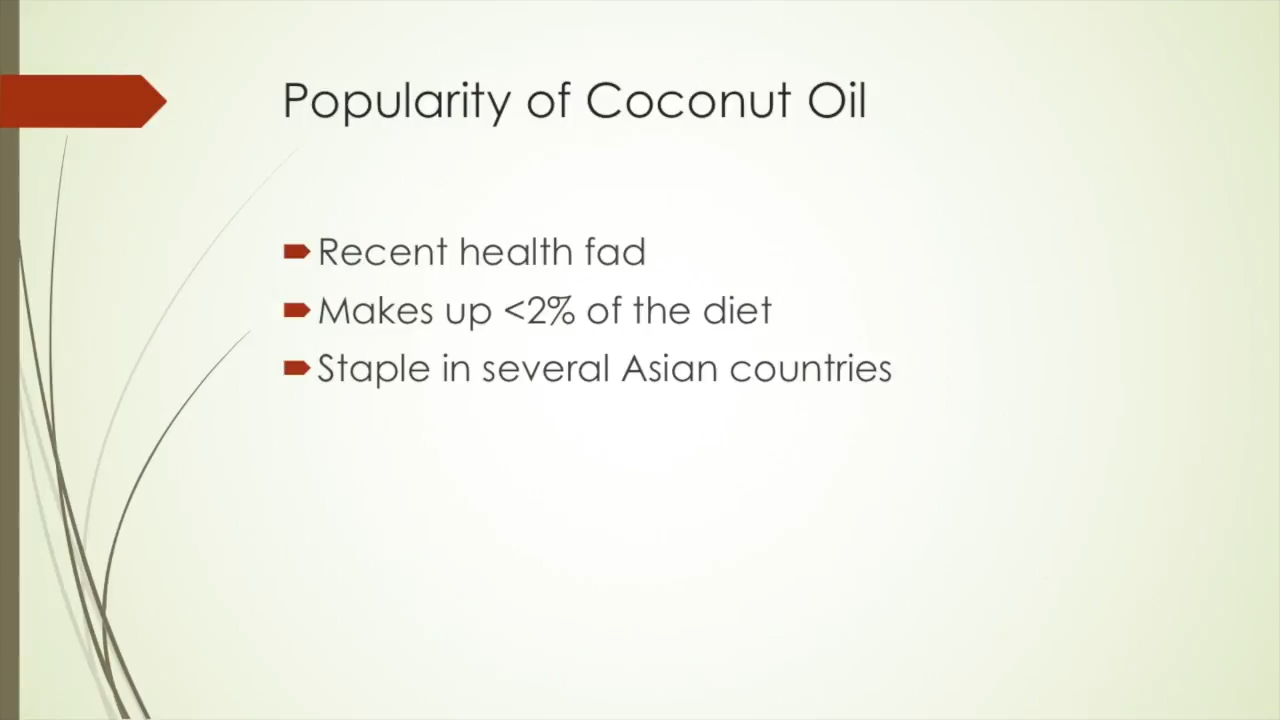 Popularity of Coconut Oil
Recent health fad
Makes up <2% of the diet
Staple in several Asian countries